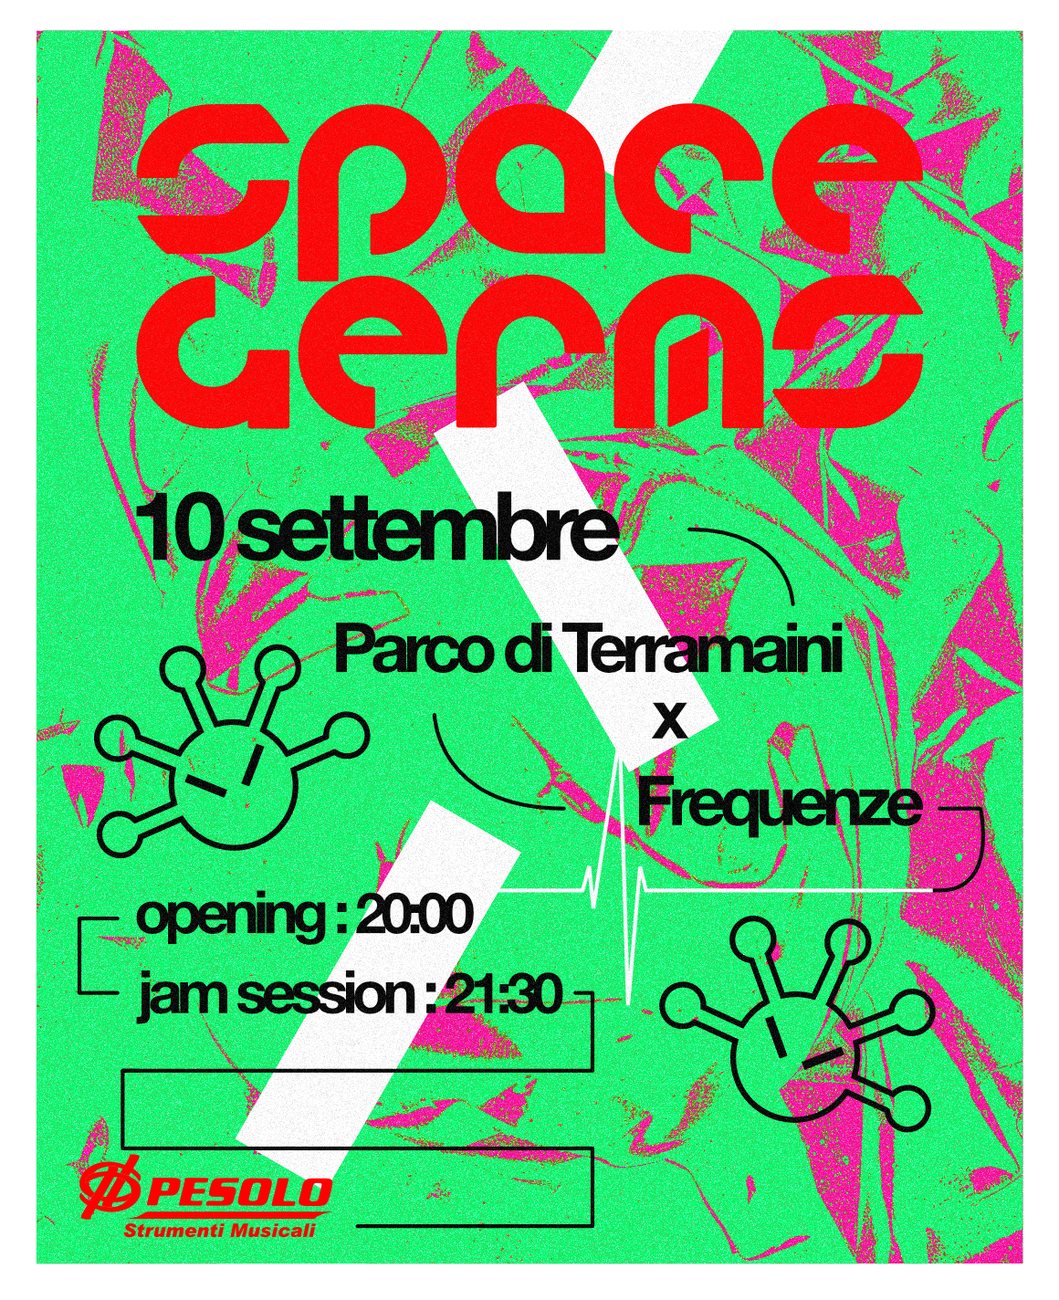 space
Germs
10 settembre
Parco di Terramaini
x
Frequenze
opening : 20:00
jam session : 21:30
PESOLO
Strumenti Musicali